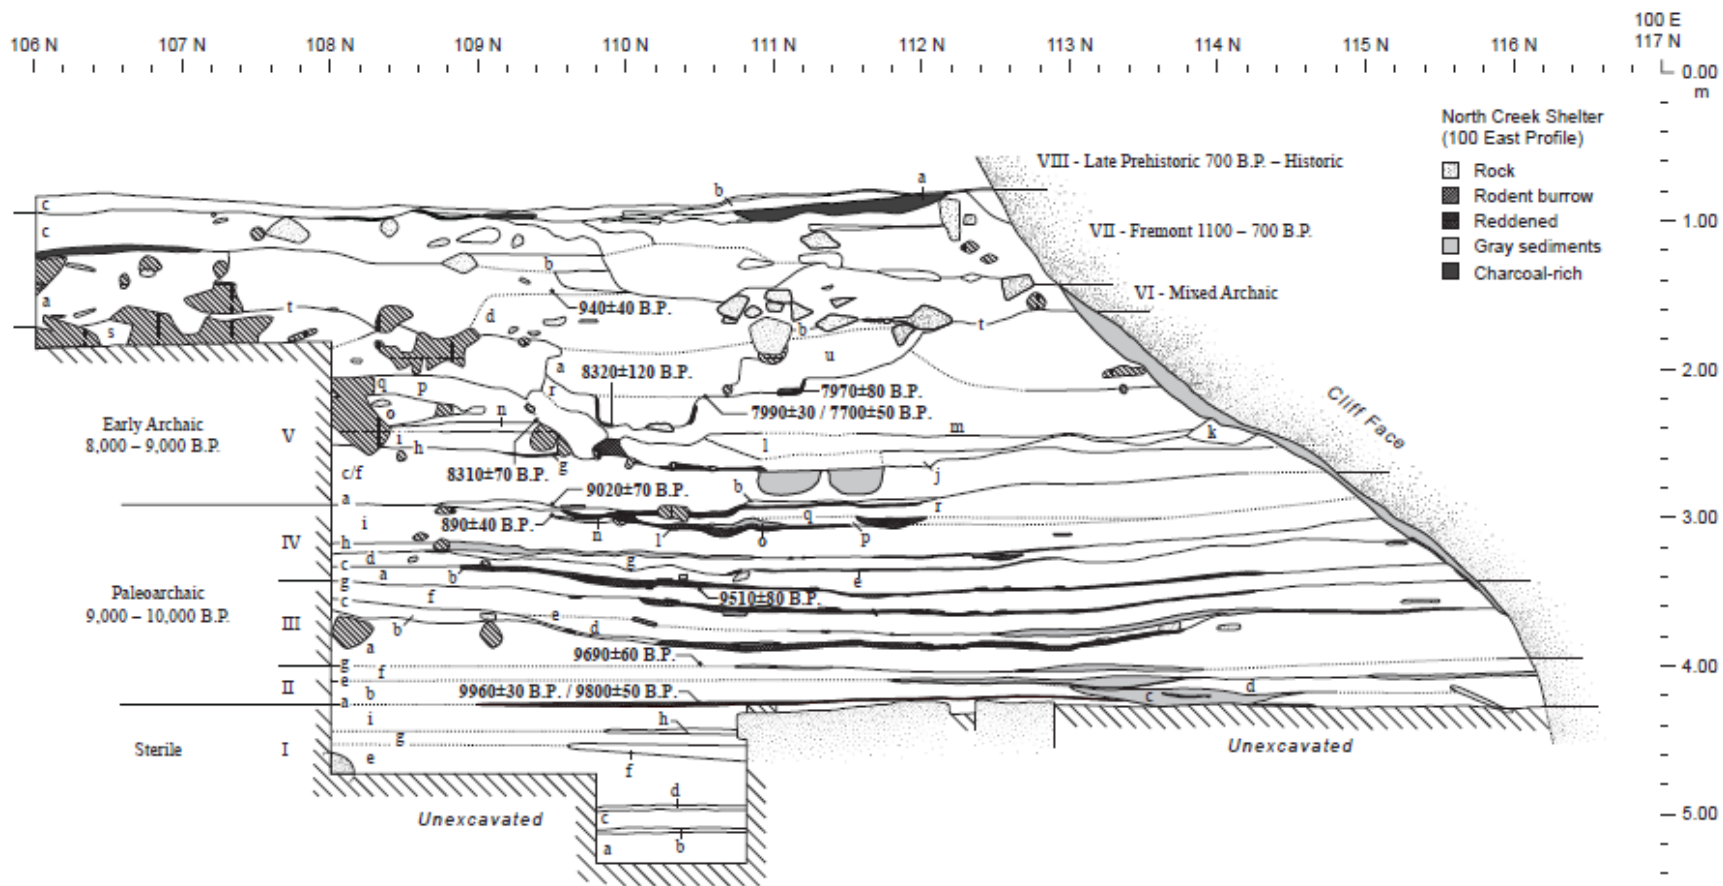 106 N 107 N 108 N 109 N 110 N 111 N 112 N 113 N 114 N 115 N 116 N
100 E
117 N
0.00
m
North Creek Shelter
(100 East Profile)
Rock
Rodent burrow
Reddened
Gray sediments
Charcoal-rich
VIII - Late Prehistoric 700 B.P. – Historic
a
b
c
1.00
c
VII - Fremont 1100 – 700 B.P.
b
VI - Mixed Archaic
a
940±40 B.P.
t
d
s
b
t
u
a
8320±120 B.P.
2.00
q
p
r
7970±80 B.P.
7990±30 / 7700±50 B.P.
Cliff Face
o
n
Early Archaic
8,000 – 9,000 B.P.
V
i
h
m
k
l
g
c/f
8310±70 B.P.
j
9020±70 B.P.
b
a
r
890±40 B.P.
q
3.00
i
n
l
o
p
IV
h
d
g
c
a
b
e
g
Paleoarchaic
9,000 – 10,000 B.P.
f
9510±80 B.P.
c
III
b
e
d
a
9690±60 B.P.
g
f
4.00
e
II
b
9960±30 B.P. / 9800±50 B.P.
c
d
a
i
h
g
Sterile
I
e
f
Unexcavated
d
Unexcavated
c
5.00
a
b